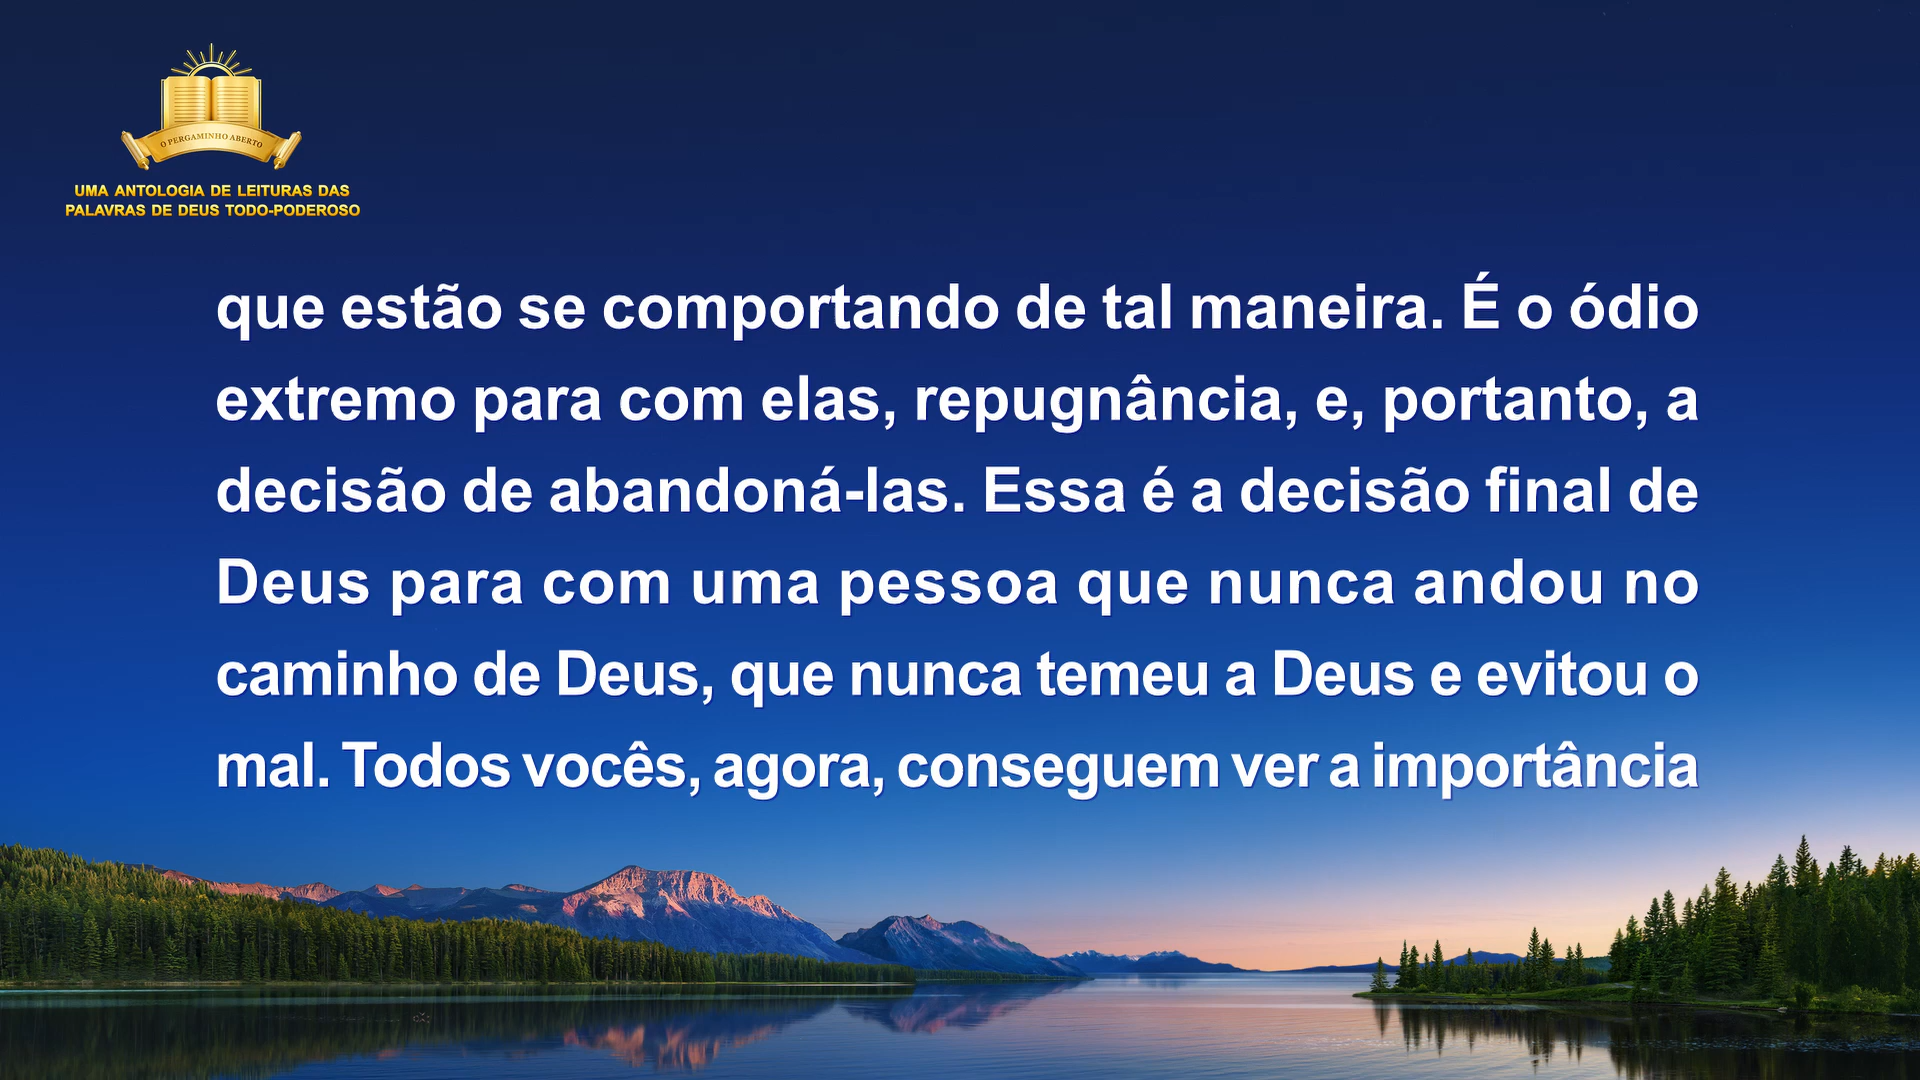 O PERGAMINHO ABERTO
UMA ANTOLOGIA DE LEITURAS DAS
PALAVRAS DE DEUS TODO-PODEROSO
que estão se comportando de tal maneira. É o ódio
extremo para com elas, repugnância, e, portanto, a
decisão de abandoná-las. Essa é a decisão final de
Deus para com uma pessoa que nunca andou no
caminho de Deus, que nunca temeu a Deus e evitou o
mal. Todos vocês, agora, conseguem ver a importância